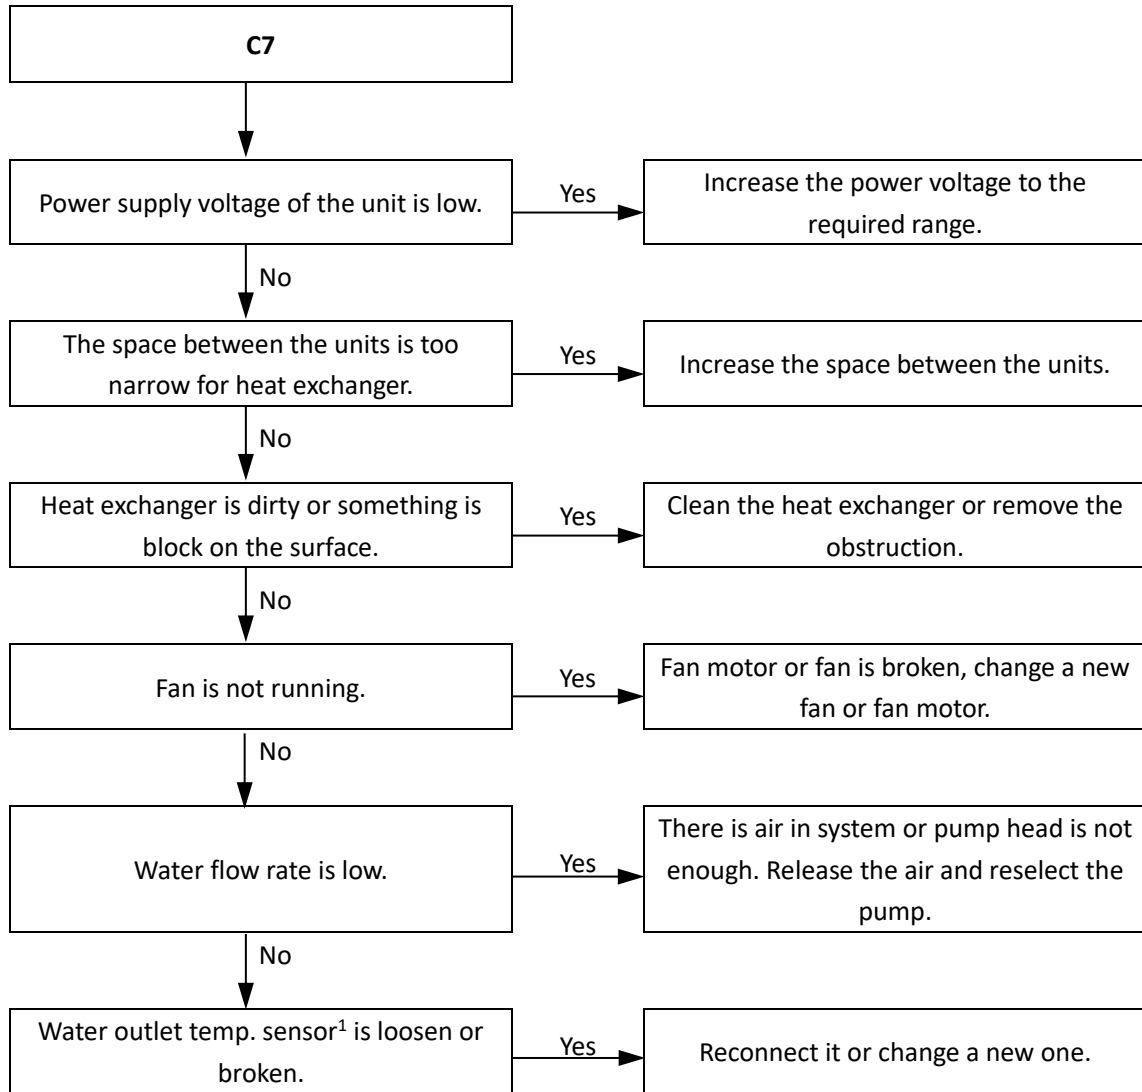 C7
Power supply voltage of the unit is low.
Yes
Increase the power voltage to the
required range.
No
The space between the units is too
narrow for heat exchanger.
Yes
Increase the space between the units.
No
Heat exchanger is dirty or something is
block on the surface.
Yes
Clean the heat exchanger or remove the
obstruction.
No
Fan is not running.
Yes
Fan motor or fan is broken, change a new
fan or fan motor.
No
Water flow rate is low.
Yes
There is air in system or pump head is not
enough. Release the air and reselect the
pump.
No
Water outlet temp. sensor¹ is loosen or
broken.
Yes
Reconnect it or change a new one.